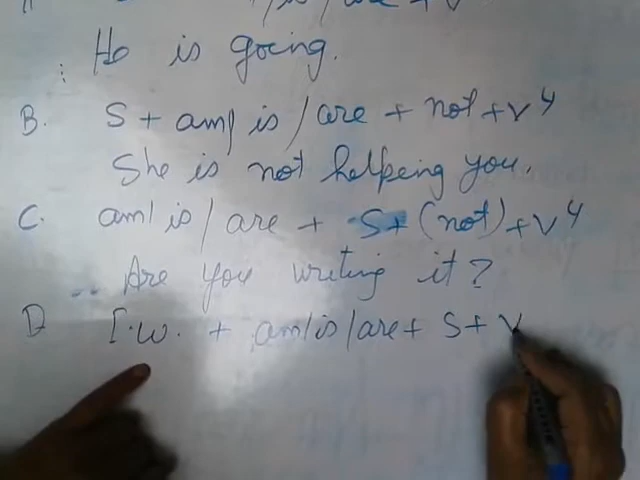 He is going.
B. S + am/ is / are + not + v4
She is not helpeing you.
C. am/ is / are + S + (not) + v4
Are you writing it?
D I.W. + am/is/are + S + V